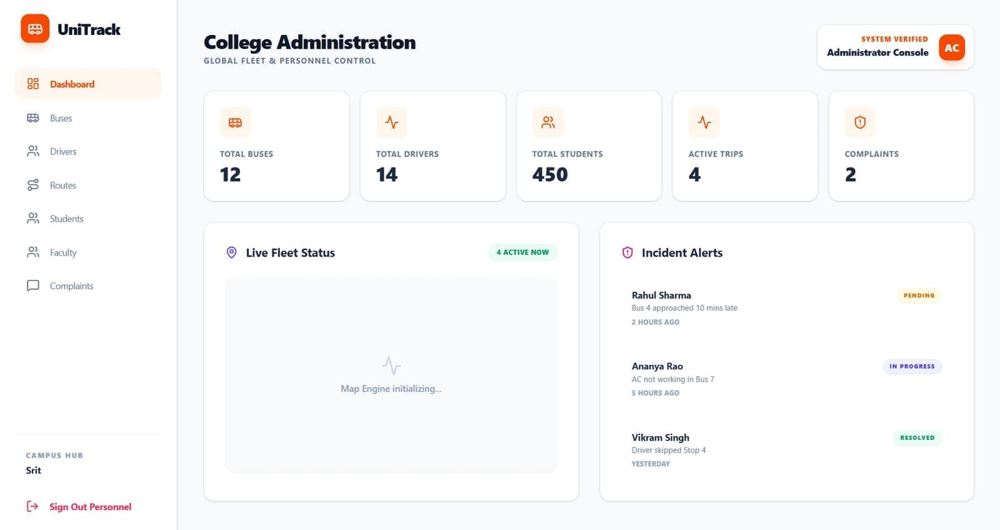 UniTrack
Dashboard
Buses
Drivers
Routes
Students
Faculty
Complaints
CAMPUS HUB
Srit
Sign Out Personnel
College Administration
GLOBAL FLEET & PERSONNEL CONTROL
SYSTEM VERIFIED
Administrator Console
AC
TOTAL BUSES
12
TOTAL DRIVERS
14
TOTAL STUDENTS
450
ACTIVE TRIPS
4
COMPLAINTS
2
Live Fleet Status
4 ACTIVE NOW
Map Engine initializing...
Incident Alerts
Rahul Sharma
PENDING
Bus 4 approached 10 mins late
2 HOURS AGO
Ananya Rao
IN PROGRESS
AC not working in Bus 7
5 HOURS AGO
Vikram Singh
RESOLVED
Driver skipped Stop 4
YESTERDAY